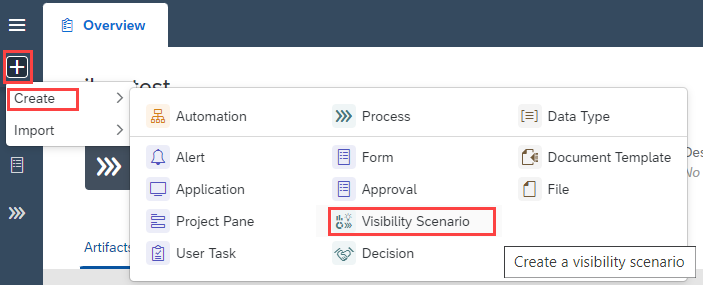 Overview
Create
Import
Automation
Process
Data Type
Alert
Form
Document Template
Application
Approval
File
Project Pane
Visibility Scenario
User Task
Decision
Create a visibility scenario
Artifacts
No